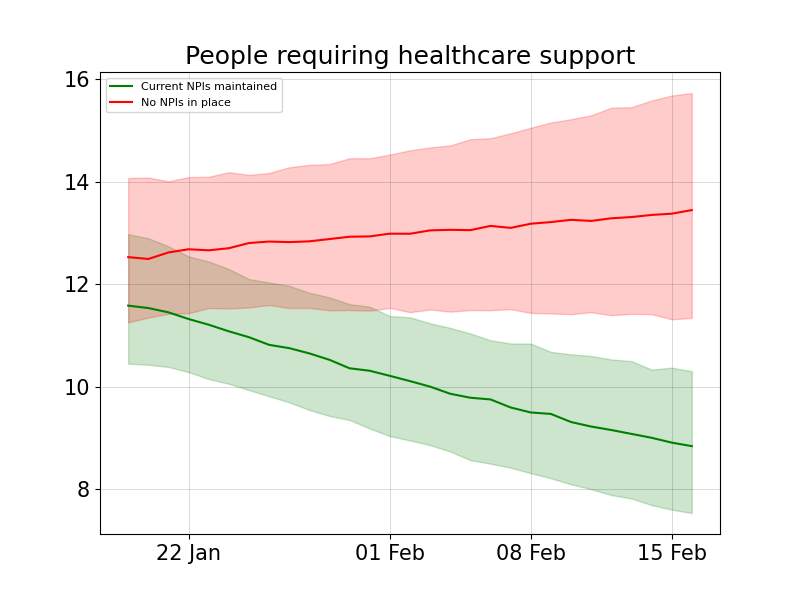 People requiring healthcare support
Current NPIs maintained
No NPIs in place
16
14
12
10
8
22 Jan
01 Feb
08 Feb
15 Feb